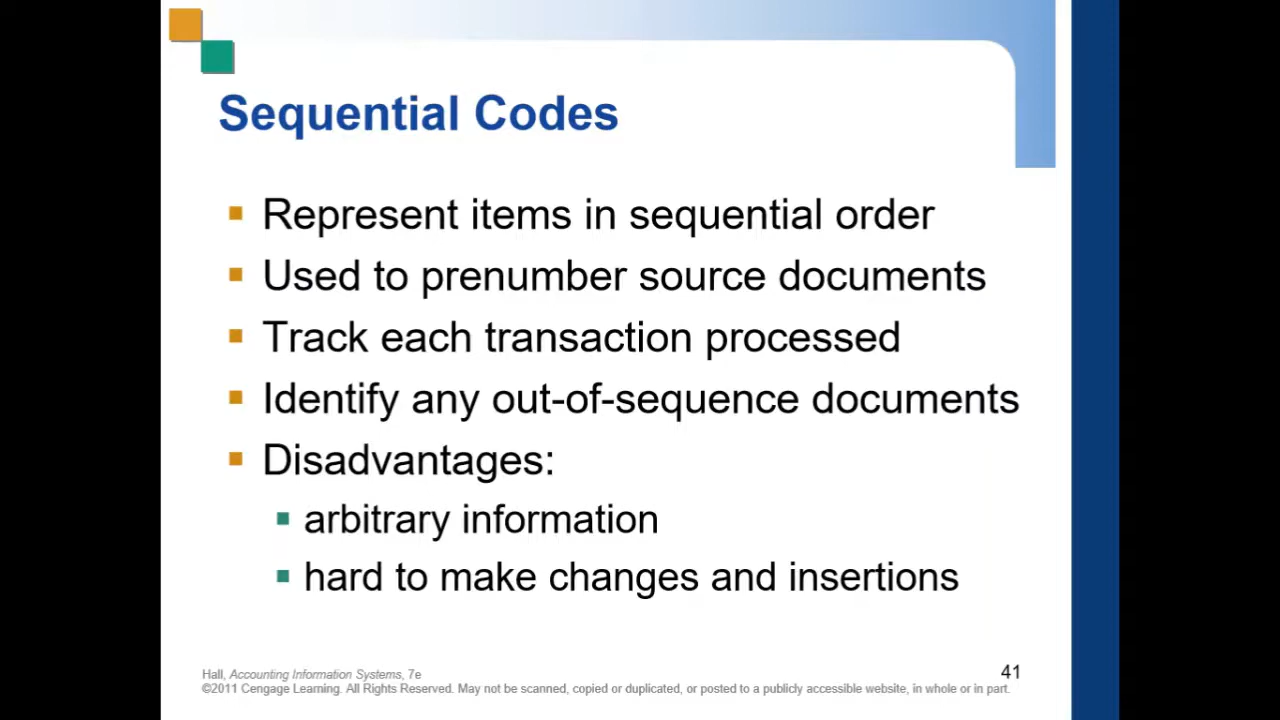 Sequential Codes
Represent items in sequential order
Used to prenumber source documents
Track each transaction processed
Identify any out-of-sequence documents
Disadvantages:
arbitrary information
hard to make changes and insertions
Hall, Accounting Information Systems, 7e
41
©2011 Cengage Learning. All Rights Reserved. May not be scanned, copied or duplicated, or posted to a publicly accessible website, in whole or in part.